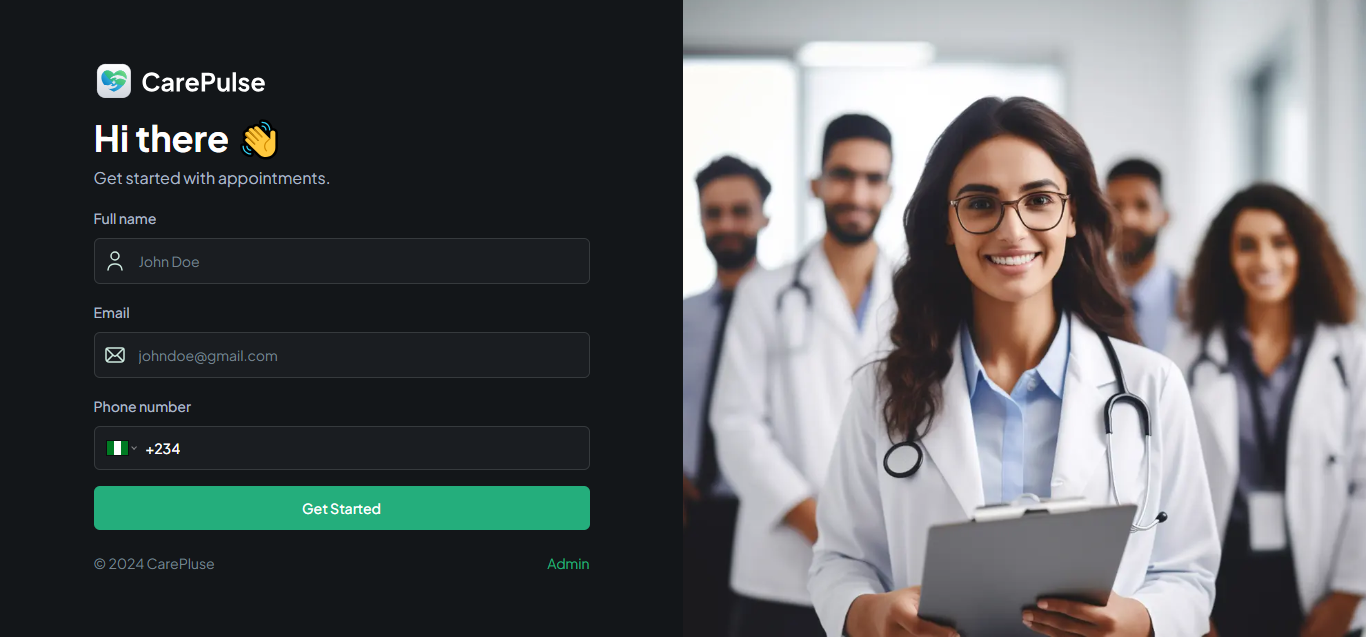 CarePulse
Hi there 👋
Get started with appointments.
Full name
John Doe
Email
johndoe@gmail.com
Phone number
+234
Get Started
© 2024 CarePluse
Admin